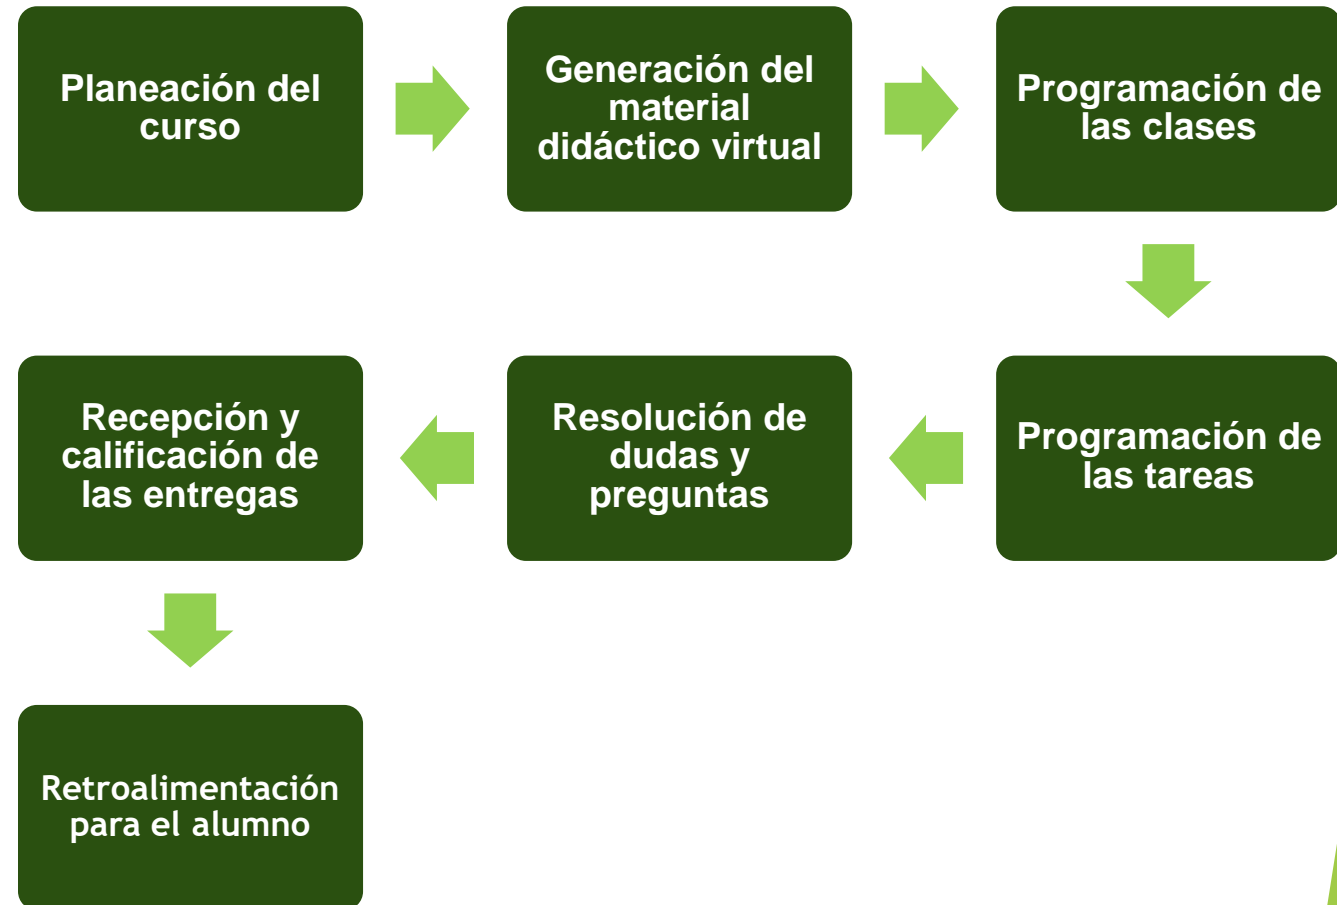 Planeación del
curso
Generación del
material
didáctico virtual
Programación de
las clases
Programación de
las tareas
Resolución de
dudas y
preguntas
Recepción y
calificación de
las entregas
Retroalimentación
para el alumno